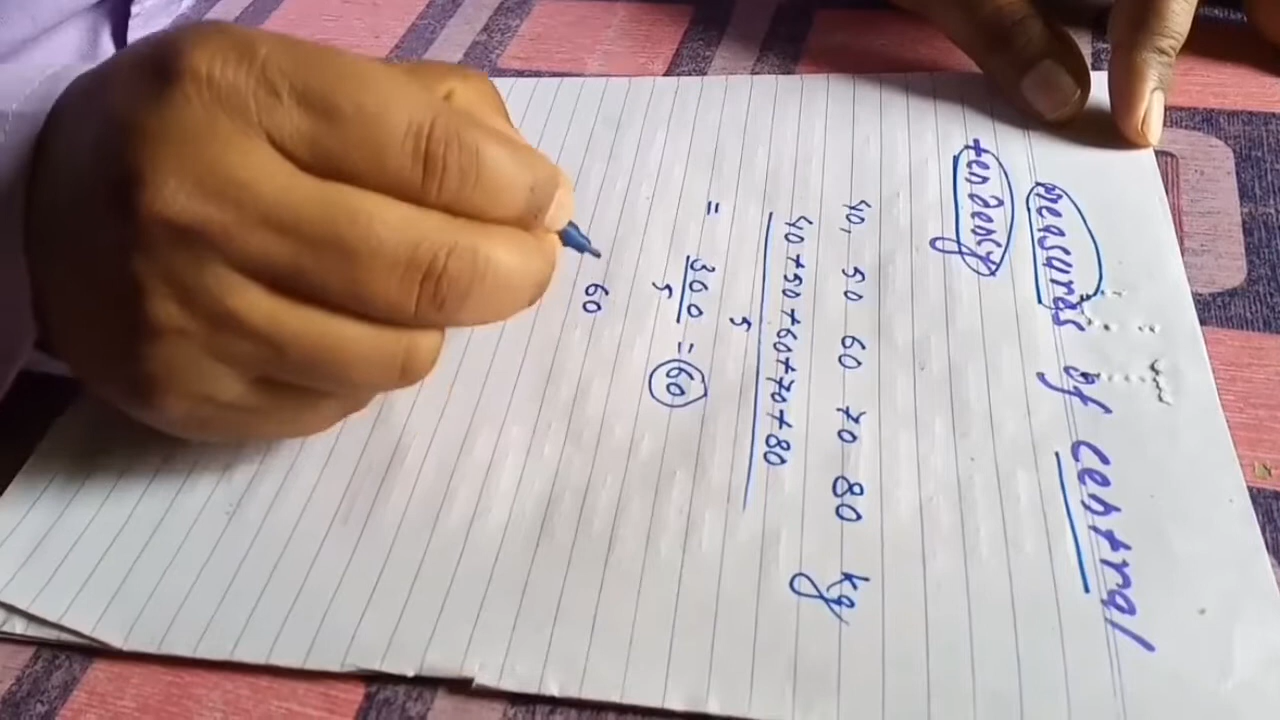 measures of central
tendency
40, 50 60 70 80 kg
40+50+60+70+80
5
= 300 = 60
5
60